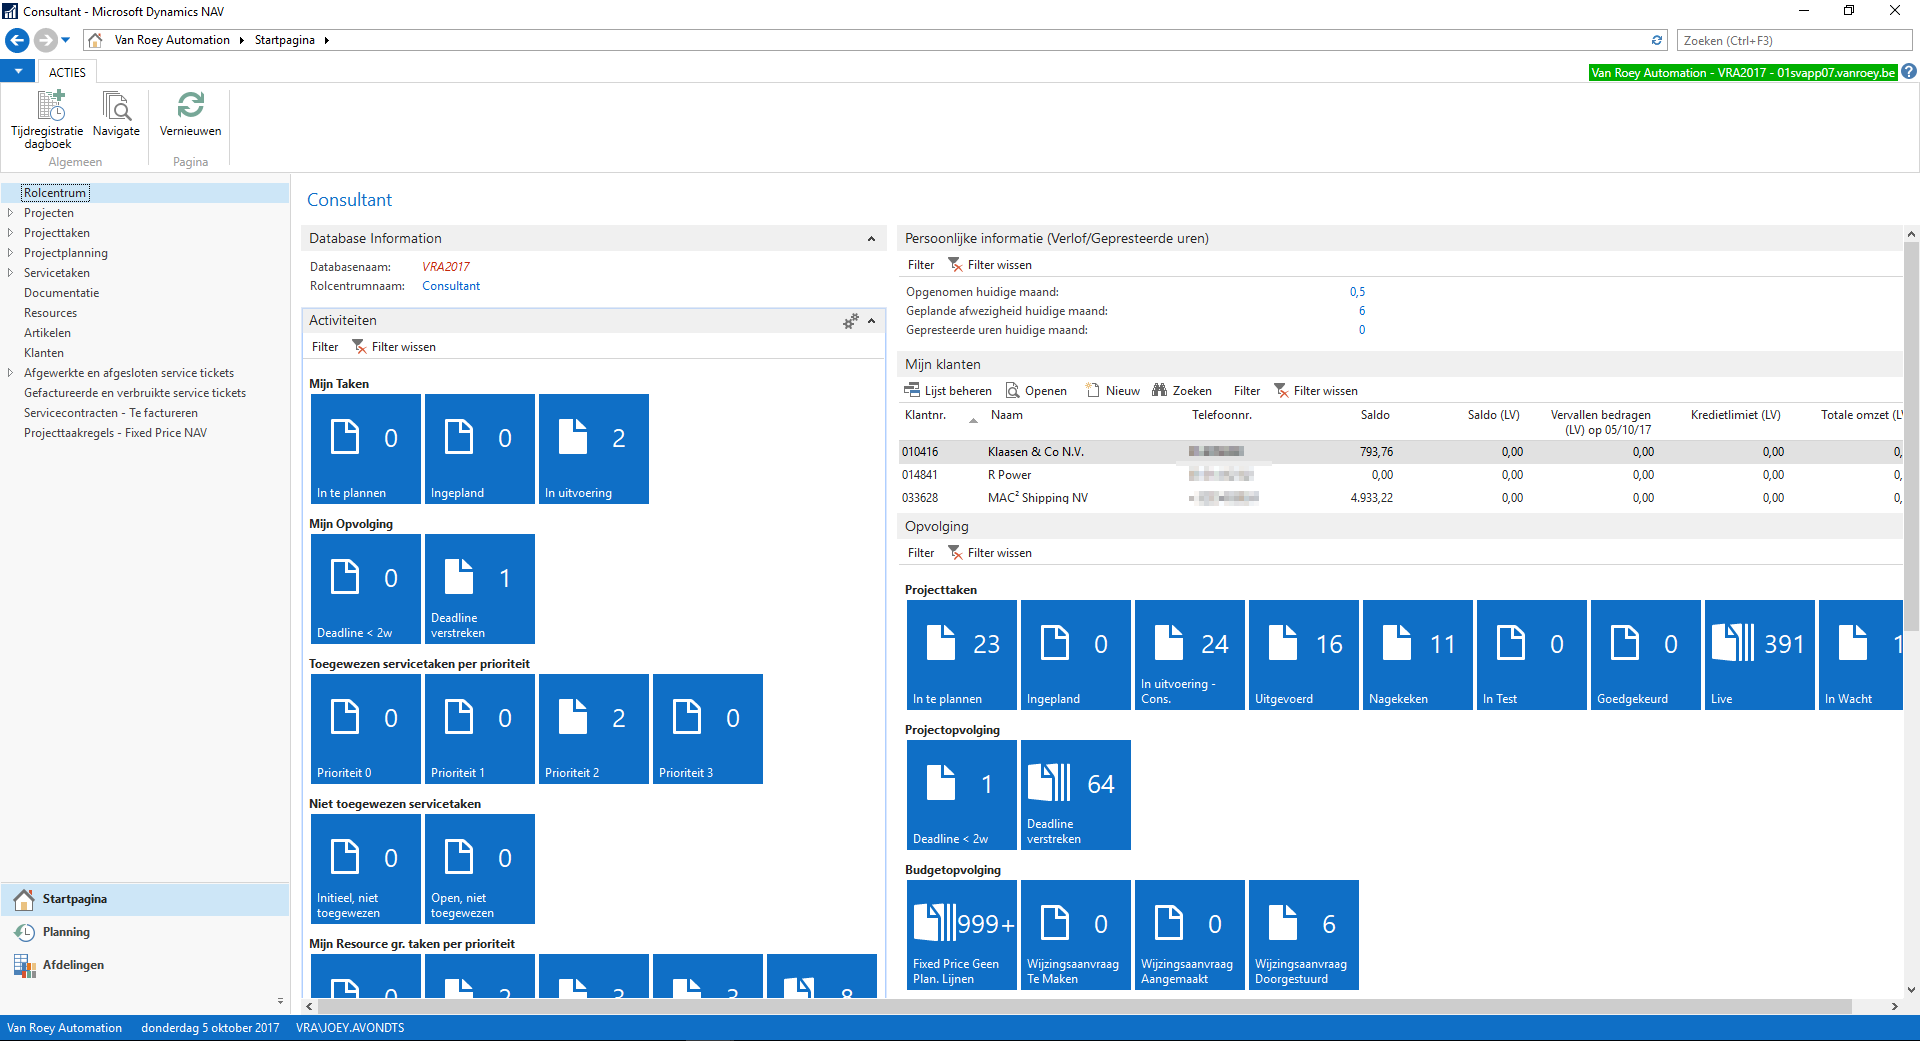 Consultant - Microsoft Dynamics NAV
Van Roey Automation
Startpagina
Zoeken (Ctrl+F3)
ACTIES
Van Roey Automation - VRA2017 - 01svapp07.vanroey.be
Tijdregistratie dagboek
Navigate
Vernieuwen
Algemeen
Pagina
Rolcentrum
Projecten
Projecttaken
Projectplanning
Servicetaken
Documentatie
Resources
Artikelen
Klanten
Afgewerkte en afgesloten service tickets
Gefactureerde en verbruikte service tickets
Servicecontracten - Te factureren
Projecttaakregels - Fixed Price NAV
Startpagina
Planning
Afdelingen
Consultant
Database Information
Databasenaam: VRA2017
Rolcentrumnaam: Consultant
Activiteiten
Filter Filter wissen
Mijn Taken
0 0 2
In te plannen Ingepland In uitvoering
Mijn Opvolging
0 1
Deadline < 2w Deadline verstreken
Toegewezen servicetaken per prioriteit
0 0 2 0
Prioriteit 0 Prioriteit 1 Prioriteit 2 Prioriteit 3
Niet toegewezen servicetaken
0 0
Initieel, niet toegewezen Open, niet toegewezen
Mijn Resource gr. taken per prioriteit
Persoonlijke informatie (Verlof/Gepresteerde uren)
Filter Filter wissen
Opgenomen huidige maand: 0,5
Geplande afwezigheid huidige maand: 6
Gepresteerde uren huidige maand: 0
Mijn klanten
Lijst beheren Openen Nieuw Zoeken Filter Filter wissen
Klantnr. Naam Telefoonnr. Saldo Saldo (LV) Vervallen bedragen (LV) op 05/10/17 Kredietlimiet (LV) Totale omzet (LV
010416 Klaasen & Co N.V. 793,76 0,00 0,00 0,00 0,
014841 R Power 0,00 0,00 0,00 0,00 0,
033628 MAC² Shipping NV 4.933,22 0,00 0,00 0,00 0,
Opvolging
Filter Filter wissen
Projecttaken
23 0 24 16 11 0 0 391 1
In te plannen Ingepland In uitvoering - Cons. Uitgevoerd Nagekeken In Test Goedgekeurd Live In Wacht
Projectopvolging
1 64
Deadline < 2w Deadline verstreken
Budgetopvolging
999+ 0 0 6
Fixed Price Geen Plan. Lijnen Wijzingsaanvraag Te Maken Wijzingsaanvraag Aangemaakt Wijzingsaanvraag Doorgestuurd
Van Roey Automation donderdag 5 oktober 2017 VRA\JOEY.AVONDTS